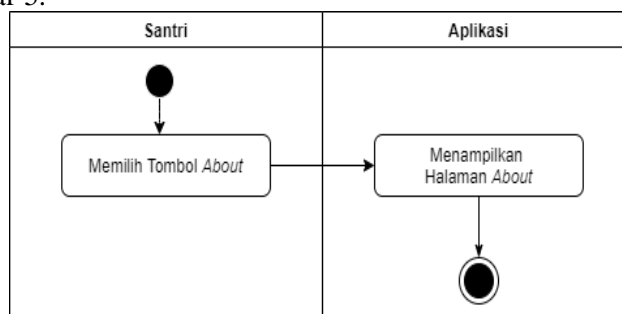 Santri
Aplikasi
Memilih Tombol About
Menampilkan
Halaman About